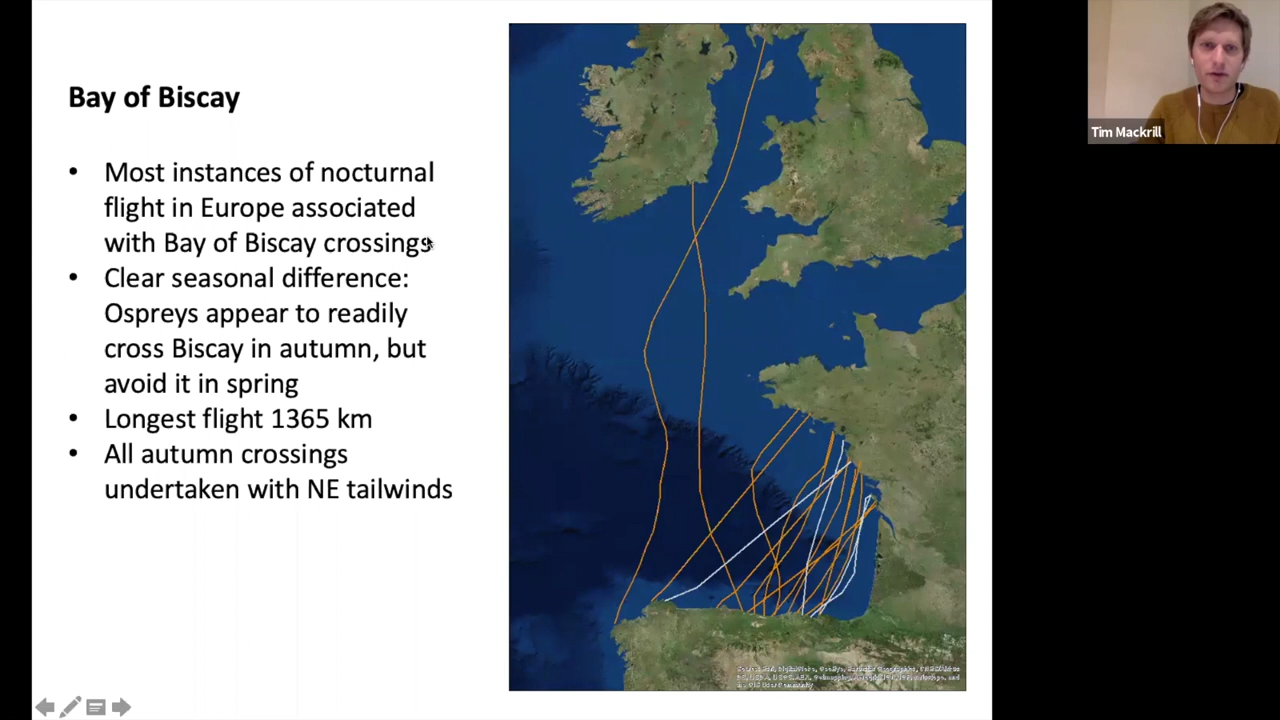 Bay of Biscay
• Most instances of nocturnal
flight in Europe associated
with Bay of Biscay crossings
• Clear seasonal difference:
Ospreys appear to readily
cross Biscay in autumn, but
avoid it in spring
• Longest flight 1365 km
• All autumn crossings
undertaken with NE tailwinds
Tim Mackrill